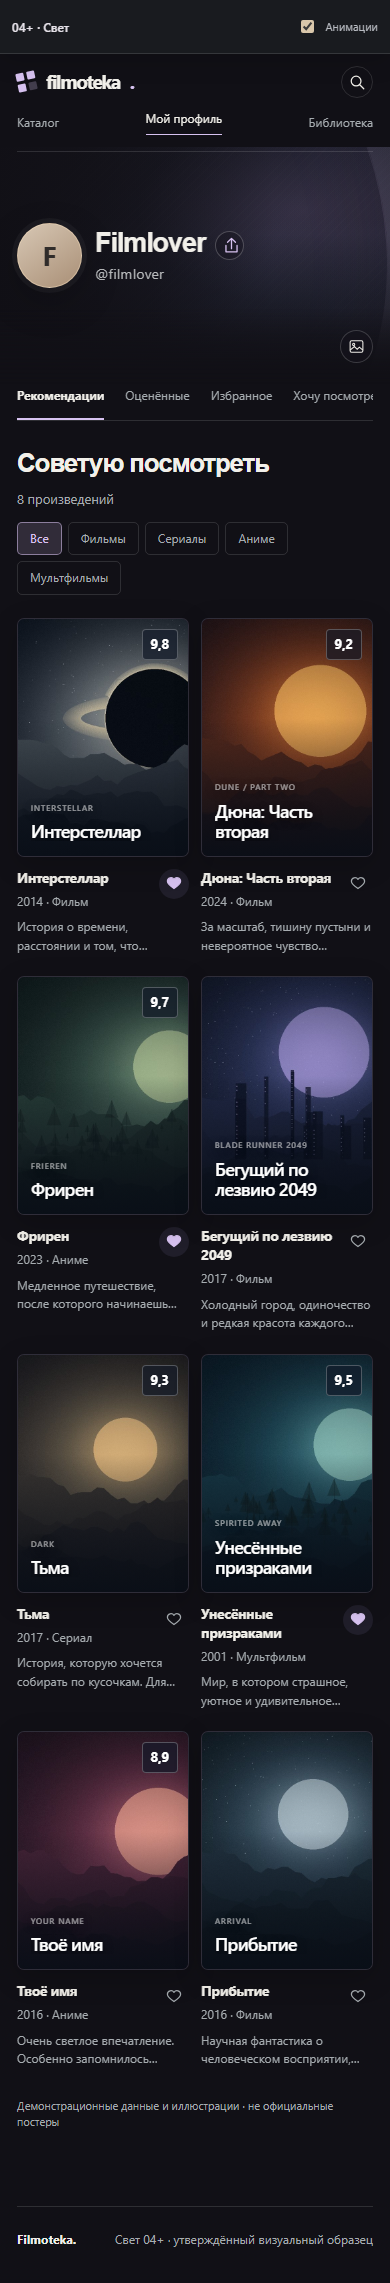 04+ · Свет
Анимации
filmoteka .
Каталог
Мой профиль
Библиотека
F
Filmlover
@filmlover
Рекомендации
Оценённые
Избранное
Хочу посмотре
Советую посмотреть
8 произведений
Все
Фильмы
Сериалы
Аниме
Мультфильмы
9,8
INTERSTELLAR
Интерстеллар
Интерстеллар
2014 · Фильм
История о времени,
расстоянии и том, что...
9,2
DUNE / PART TWO
Дюна: Часть
вторая
Дюна: Часть вторая
2024 · Фильм
За масштаб, тишину пустыни и
невероятное чувство...
9,7
FRIEREN
Фрирен
Фрирен
2023 · Аниме
Медленное путешествие,
после которого начинаешь...
BLADE RUNNER 2049
Бегущий по
лезвию 2049
Бегущий по лезвию
2049
2017 · Фильм
Холодный город, одиночество
и редкая красота каждого...
9,3
DARK
Тьма
Тьма
2017 · Сериал
История, которую хочется
собирать по кусочкам. Для...
9,5
SPIRITED AWAY
Унесённые
призраками
Унесённые
призраками
2001 · Мультфильм
Мир, в котором страшное,
уютное и удивительное...
8,9
YOUR NAME
Твоё имя
Твоё имя
2016 · Аниме
Очень светлое впечатление.
Особенно запомнилось...
ARRIVAL
Прибытие
Прибытие
2016 · Фильм
Научная фантастика о
человеческом восприятии,...
Демонстрационные данные и иллюстрации · не официальные
постеры
Filmoteka.
Свет 04+ · утверждённый визуальный образец